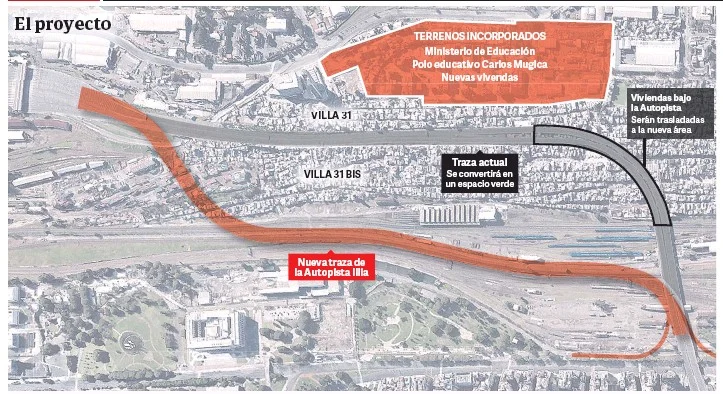 El proyecto
TERRENOS INCORPORADOS
Ministerio de Educación
Polo educativo Carlos Mugica
Nuevas viviendas
Viviendas bajo
la Autopista
Serán trasladadas
a la nueva área
VILLA 31
Traza actual
Se convertirá en
un espacio verde
VILLA 31 BIS
Nueva traza de
la Autopista Illia